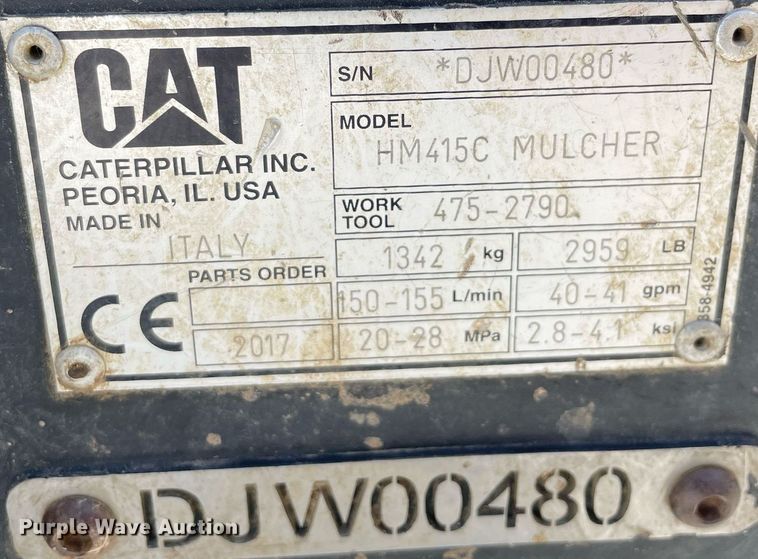 CAT
CATERPILLAR INC.
PEORIA, IL. USA
MADE IN
ITALY
S/N *DJW00480*
MODEL
HM415C MULCHER
WORK TOOL 475-2790
1342 kg 2959 LB
PARTS ORDER
150-155 L/min 40-41 gpm
CE
2017 20-28 MPa 2.8-4.1 ksi
358-4942
DJW00480
Purple Wave Auction